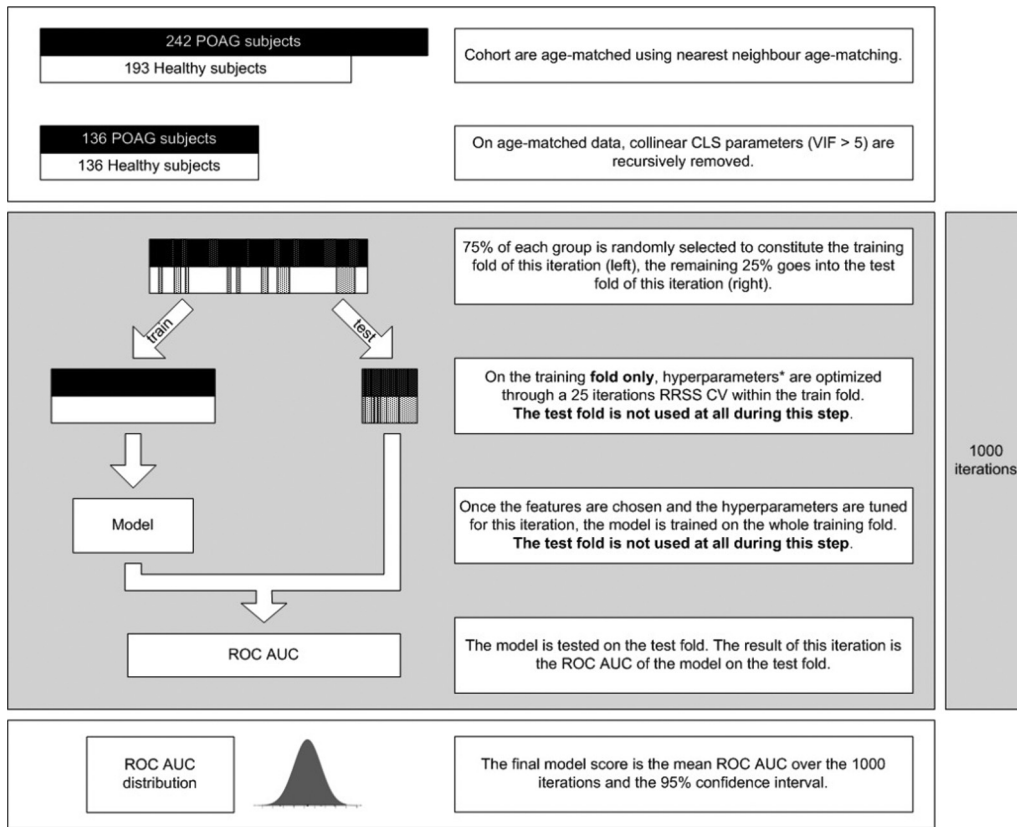 242 POAG subjects
193 Healthy subjects
Cohort are age-matched using nearest neighbour age-matching.
136 POAG subjects
136 Healthy subjects
On age-matched data, collinear CLS parameters (VIF > 5) are
recursively removed.
75% of each group is randomly selected to constitute the training
fold of this iteration (left), the remaining 25% goes into the test
fold of this iteration (right).
train
test
On the training fold only, hyperparameters* are optimized
through a 25 iterations RRSS CV within the train fold.
The test fold is not used at all during this step.
1000
iterations
Model
Once the features are chosen and the hyperparameters are tuned
for this iteration, the model is trained on the whole training fold.
The test fold is not used at all during this step.
ROC AUC
The model is tested on the test fold. The result of this iteration is
the ROC AUC of the model on the test fold.
ROC AUC
distribution
The final model score is the mean ROC AUC over the 1000
iterations and the 95% confidence interval.